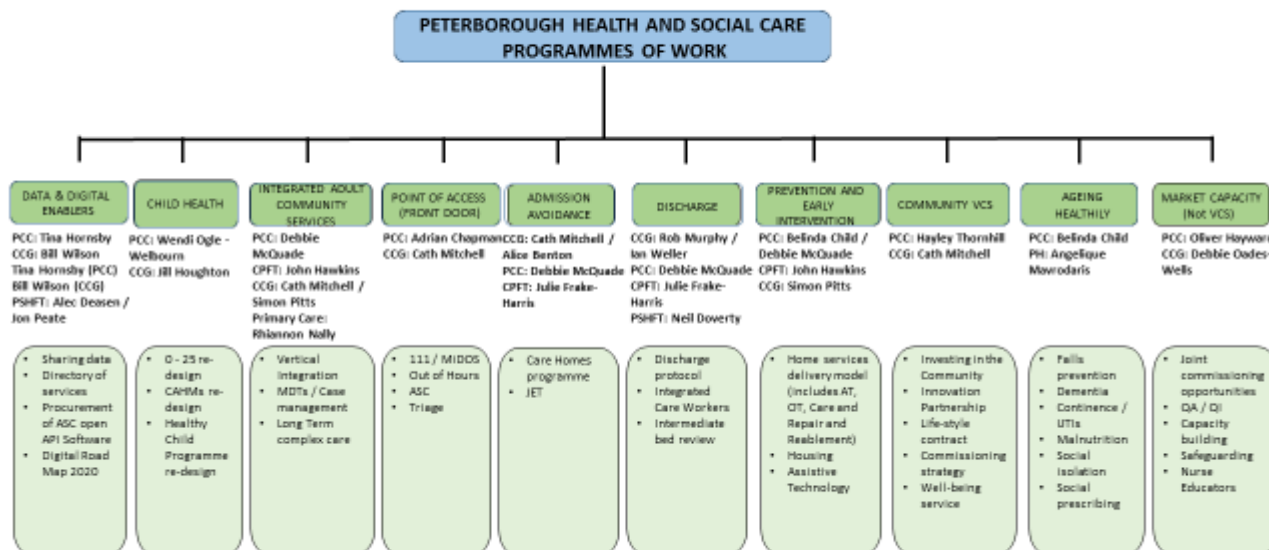 PETERBOROUGH HEALTH AND SOCIAL CARE
PROGRAMMES OF WORK
DATA & DIGITAL
ENABLERS
PCC: Tina Hornsby
CCG: Bill Wilson
Tina Hornsby (PCC)
Bill Wilson (CCG)
PSHFT: Alec Deasen /
Jon Peate
• Sharing data
• Directory of
services
• Procurement
of ASC open
API Software
• Digital Road
Map 2020
CHILD HEALTH
PCC: Wendi Ogle -
Welbourn
CCG: Jill Houghton
• 0 - 25 re-
design
• CAHMs re-
design
• Healthy
Child
Programme
re-design
INTEGRATED ADULT
COMMUNITY
SERVICES
PCC: Debbie
McQuade
CPFT: John Hawkins
CCG: Cath Mitchell /
Simon Pitts
Primary Care:
Rhiannon Nally
• Vertical
Integration
• MDTs / Case
management
• Long Term
complex care
POINT OF ACCESS
(FRONT DOOR)
PCC: Adrian Chapman
CCG: Cath Mitchell
• 111 / MiDOS
• Out of Hours
• ASC
• Triage
ADMISSION
AVOIDANCE
CCG: Cath Mitchell /
Alice Benton
PCC: Debbie McQuade
CPFT: Julie Frake-
Harris
• Care Homes
programme
• JET
DISCHARGE
CCG: Rob Murphy /
Ian Weller
PCC: Debbie McQuade
CPFT: Julie Frake-
Harris
PSHFT: Neil Doverty
• Discharge
protocol
• Integrated
Care Workers
• Intermediate
bed review
PREVENTION AND
EARLY
INTERVENTION
PCC: Belinda Child /
Debbie McQuade
CPFT: John Hawkins
CCG: Simon Pitts
• Home services
delivery model
(includes AT,
OT, Care and
Repair and
Reablement)
• Housing
• Assistive
Technology
COMMUNITY VCS
PCC: Hayley Thornhill
CCG: Cath Mitchell
• Investing in the
Community
• Innovation
Partnership
• Life-style
contract
• Commissioning
strategy
• Well-being
service
AGEING
HEALTHILY
PCC: Belinda Child
PH: Angelique
Mavrodaris
• Falls
prevention
• Dementia
• Continence /
UTIs
• Malnutrition
• Social
isolation
• Social
prescribing
MARKET CAPACITY
(Not VCS)
PCC: Oliver Hayward
CCG: Debbie Oades-
Wells
• Joint
commissioning
opportunities
• QA / QI
• Capacity
building
• Safeguarding
• Nurse
Educators